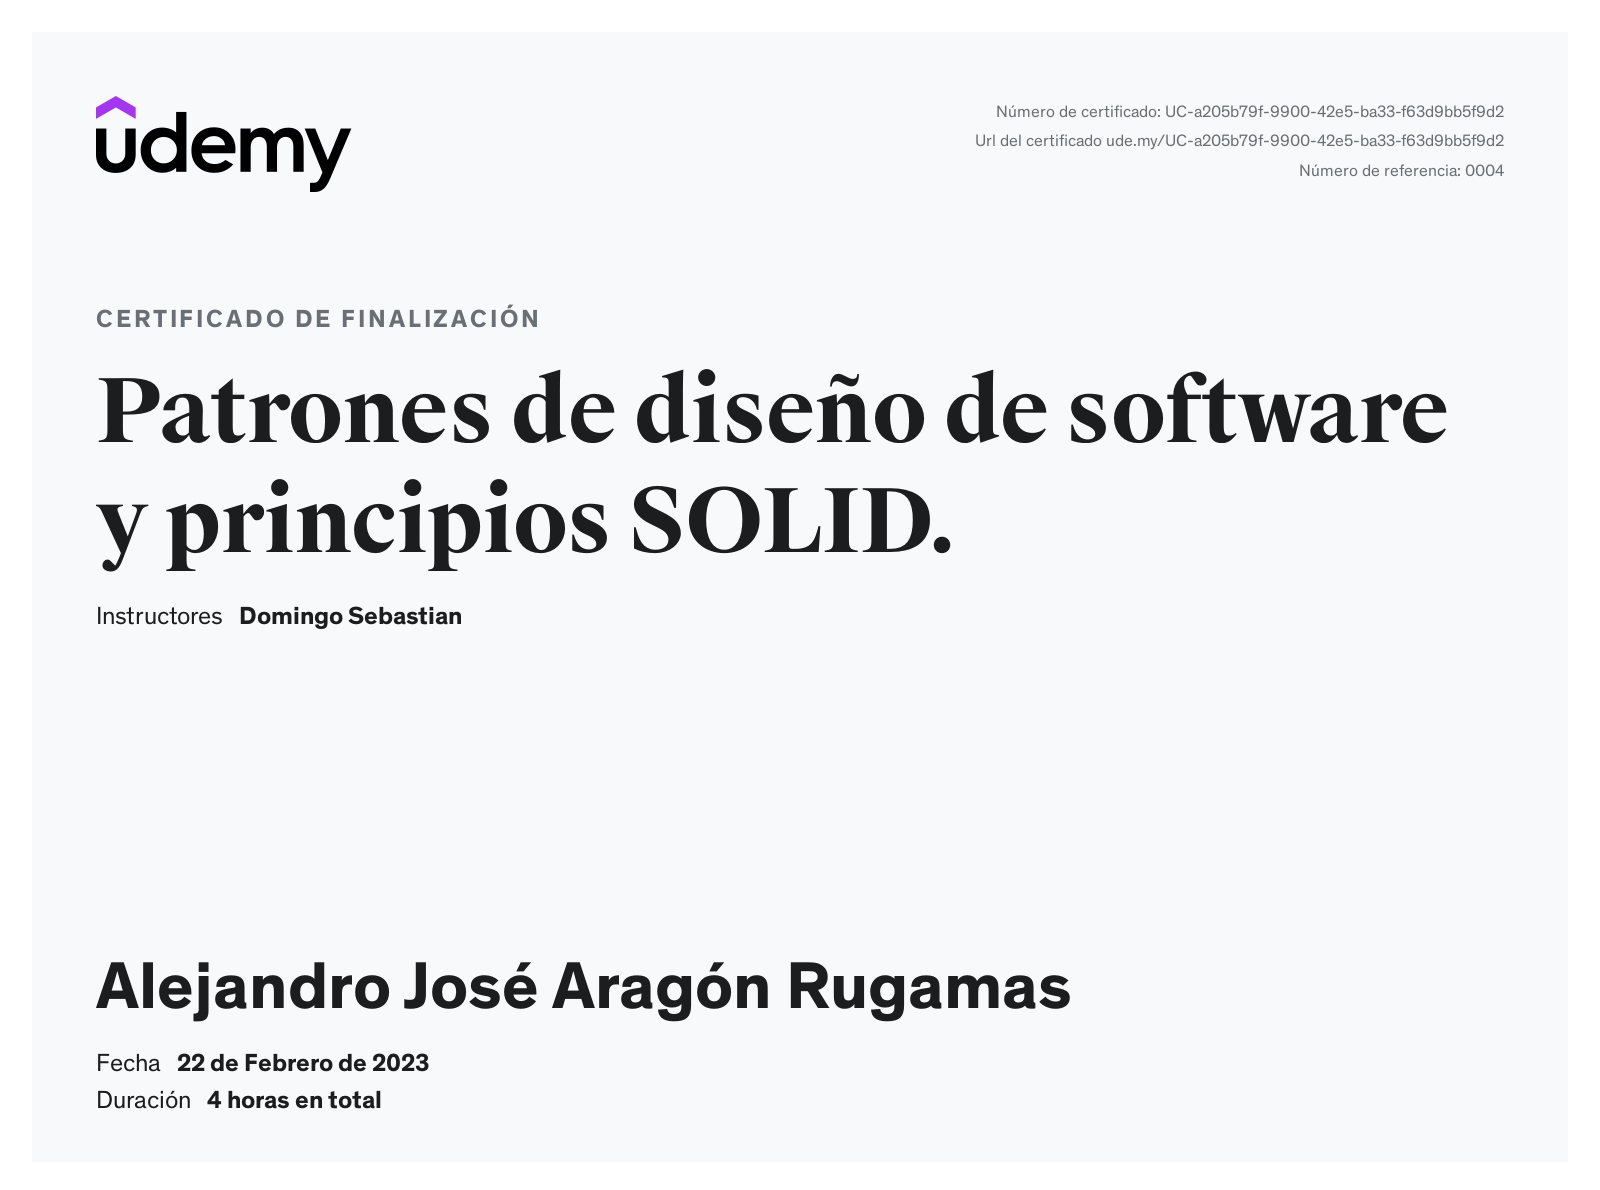 udemy
Número de certificado: UC-a205b79f-9900-42e5-ba33-f63d9bb5f9d2
Url del certificado ude.my/UC-a205b79f-9900-42e5-ba33-f63d9bb5f9d2
Número de referencia: 0004
CERTIFICADO DE FINALIZACIÓN
Patrones de diseño de software
y principios SOLID.
Instructores Domingo Sebastian
Alejandro José Aragón Rugamas
Fecha 22 de Febrero de 2023
Duración 4 horas en total